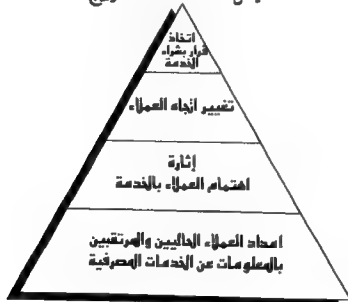 اتخاذ
قرار بشراء
الخدمة
تغيير اتجاه العملاء
إثارة
اهتمام العملاء بالخدمة
امداد العملاء الحاليين والمرتقبين
بالمعلومات عن الخدمات المصرفية